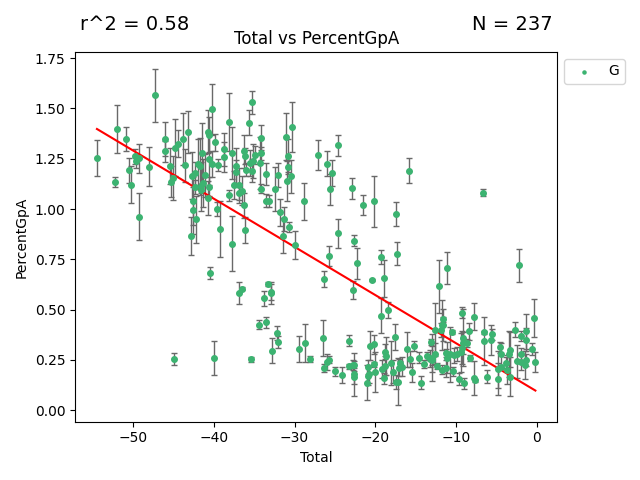 r^2 = 0.58
N = 237
Total vs PercentGpA
G
PercentGpA
1.75
1.50
1.25
1.00
0.75
0.50
0.25
0.00
−50
−40
−30
−20
−10
0
Total